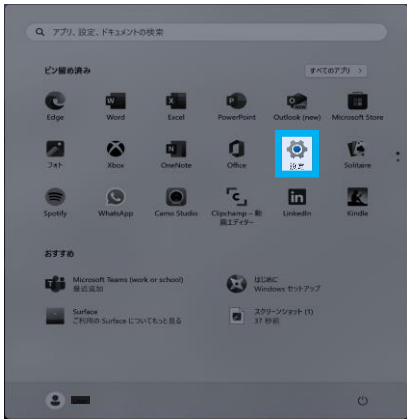 アプリ、設定、ドキュメントの検索
ピン留め済み
すべてのアプリ >
Edge
Word
Excel
PowerPoint
Outlook (new)
Microsoft Store
フォト
Xbox
OneNote
Office
設定
Solitaire
Spotify
WhatsApp
Camo Studio
Clipchamp – 動
画エディター
LinkedIn
Kindle
おすすめ
Microsoft Teams (work or school)
最近追加
はじめに
Windows セットアップ
Surface
ご利用の Surface についてもっと見る
スクリーンショット (1)
37 秒前